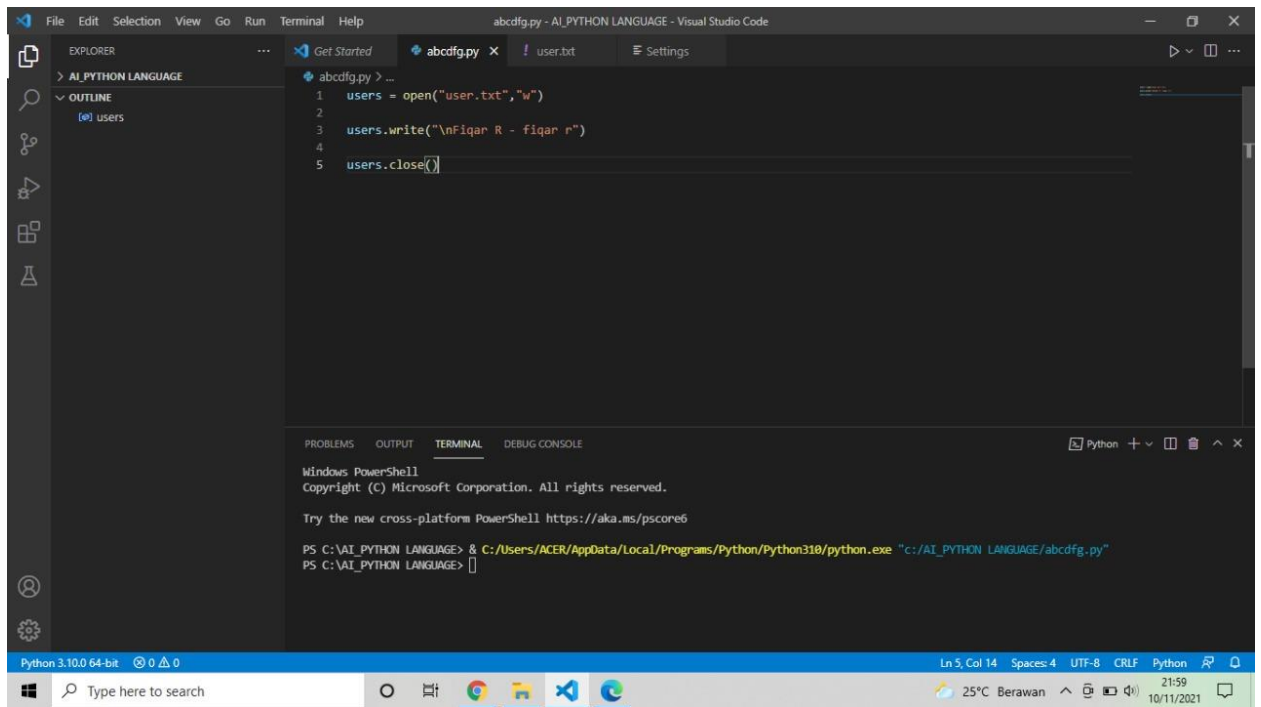 File Edit Selection View Go Run Terminal Help abcdfg.py - AI_PYTHON LANGUAGE - Visual Studio Code
EXPLORER
Get Started abcdfg.py ! user.txt Settings
AI_PYTHON LANGUAGE
OUTLINE
users
abcdfg.py > ...
1 users = open("user.txt","w")
2
3 users.write("\nFiqar R - fiqar r")
4
5 users.close()
PROBLEMS OUTPUT TERMINAL DEBUG CONSOLE
Python
Windows PowerShell
Copyright (C) Microsoft Corporation. All rights reserved.
Try the new cross-platform PowerShell https://aka.ms/pscore6
PS C:\AI_PYTHON LANGUAGE> & C:/Users/ACER/AppData/Local/Programs/Python/Python310/python.exe "c:/AI_PYTHON LANGUAGE/abcdfg.py"
PS C:\AI_PYTHON LANGUAGE>
Python 3.10.0 64-bit 0 0 Ln 5, Col 14 Spaces: 4 UTF-8 CRLF Python
Type here to search 25°C Berawan 21:59
10/11/2021